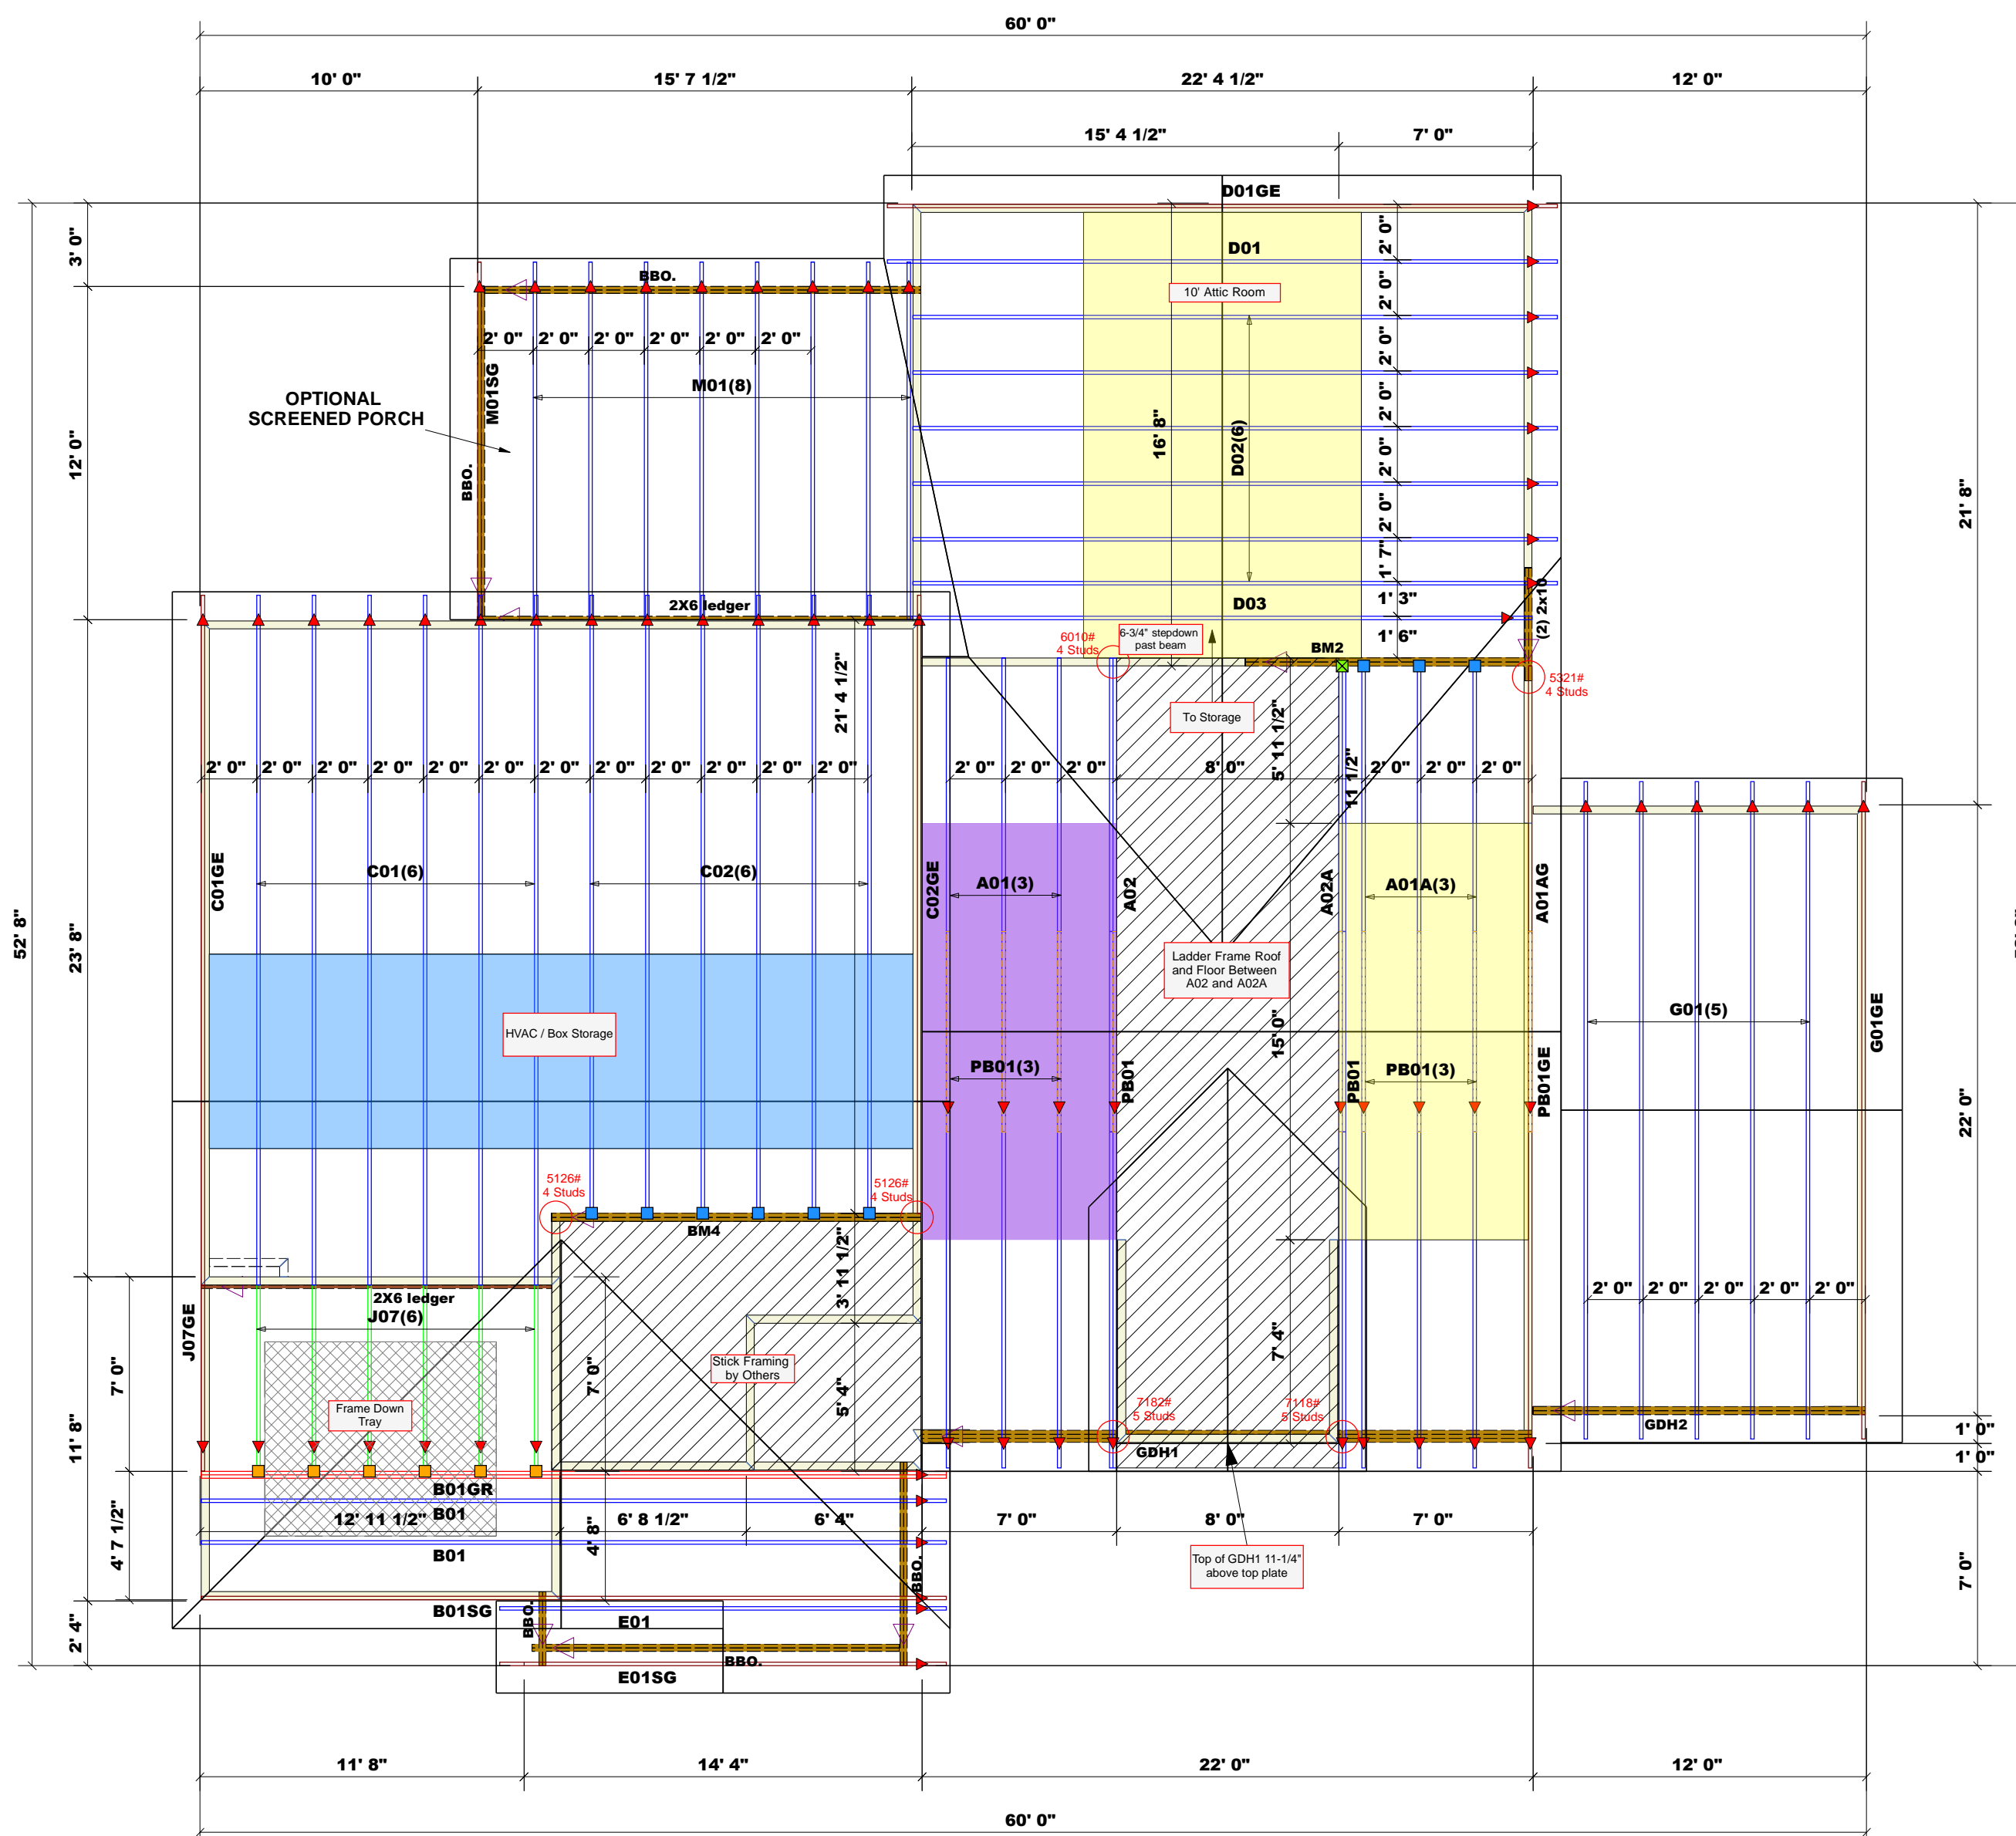 60' 0"
10' 0"
15' 7 1/2"
22' 4 1/2"
12' 0"
15' 4 1/2"
7' 0"
D01GE
3' 0"
2' 0"
D01
BBO.
10' Attic Room
2' 0"
2' 0" 2' 0" 2' 0" 2' 0" 2' 0" 2' 0"
2' 0"
M01SG
M01(8)
OPTIONAL
SCREENED PORCH
2' 0"
12' 0"
16' 8"
D02(6)
21' 8"
BBO.
2' 0"
2' 0"
1' 7"
2X6 ledger
D03
1' 3"
(2) 2x10
6010#
4 Studs
6-3/4" stepdown
past beam
1' 6"
BM2
5321#
4 Studs
21' 4 1/2"
To Storage
5' 11 1/2"
11 1/2"
2' 0" 2' 0" 2' 0" 2' 0" 2' 0" 2' 0" 2' 0" 2' 0" 2' 0" 2' 0" 2' 0" 2' 0"
2' 0" 2' 0" 2' 0" 8' 0" 2' 0" 2' 0" 2' 0"
C01GE
C01(6)
C02(6)
C02GE
A01(3)
A02
A02A
A01A(3)
A01AG
52' 8"
23' 8"
Ladder Frame Roof
and Floor Between
A02 and A02A
HVAC / Box Storage
15' 0"
G01(5)
G01GE
PB01(3)
PB01
PB01
PB01(3)
PB01GE
22' 0"
5126#
4 Studs
5126#
4 Studs
BM4
3' 11 1/2"
2X6 ledger
J07(6)
J07GE
2' 0" 2' 0" 2' 0" 2' 0" 2' 0"
7' 0"
7' 0"
Stick Framing
by Others
5' 4"
7' 4"
Frame Down
Tray
7182#
5 Studs
7118#
5 Studs
GDH1
GDH2
1' 0"
1' 0"
11' 8"
B01GR
B01
12' 11 1/2"
6' 8 1/2"
6' 4"
7' 0"
8' 0"
7' 0"
4' 7 1/2"
4' 8"
B01
BBO.
Top of GDH1 11-1/4"
above top plate
7' 0"
B01SG
E01
BBO.
2' 4"
BBO.
E01SG
11' 8"
14' 4"
22' 0"
12' 0"
60' 0"